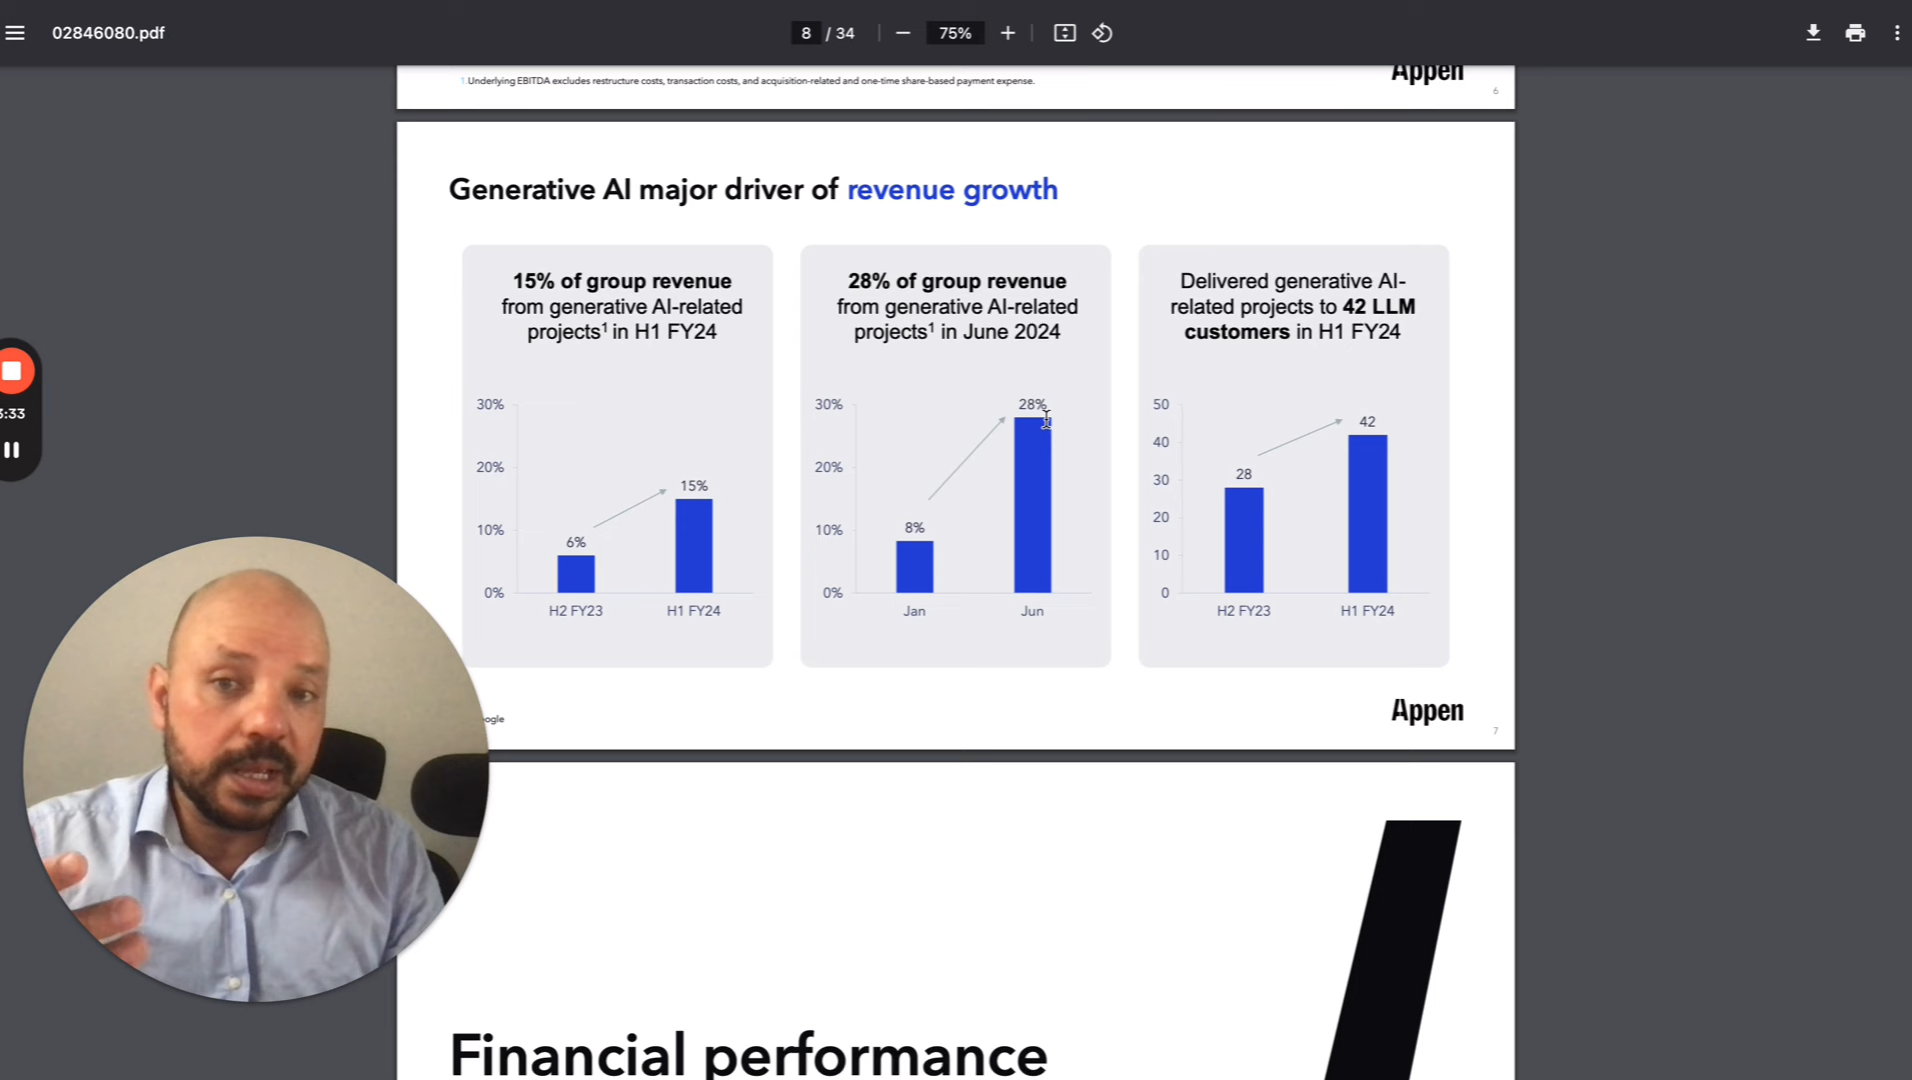 02846080.pdf
8 / 34
75%
1 Underlying EBITDA excludes restructure costs, transaction costs, and acquisition-related and one-time share-based payment expense.
Appen
6
Generative AI major driver of revenue growth
15% of group revenue
from generative AI-related
projects¹ in H1 FY24
30%
20%
10%
0%
6%
15%
H2 FY23
H1 FY24
28% of group revenue
from generative AI-related
projects¹ in June 2024
30%
20%
10%
0%
8%
28%
Jan
Jun
Delivered generative AI-
related projects to 42 LLM
customers in H1 FY24
50
40
30
20
10
0
28
42
H2 FY23
H1 FY24
Appen
7
3:33
Financial performance